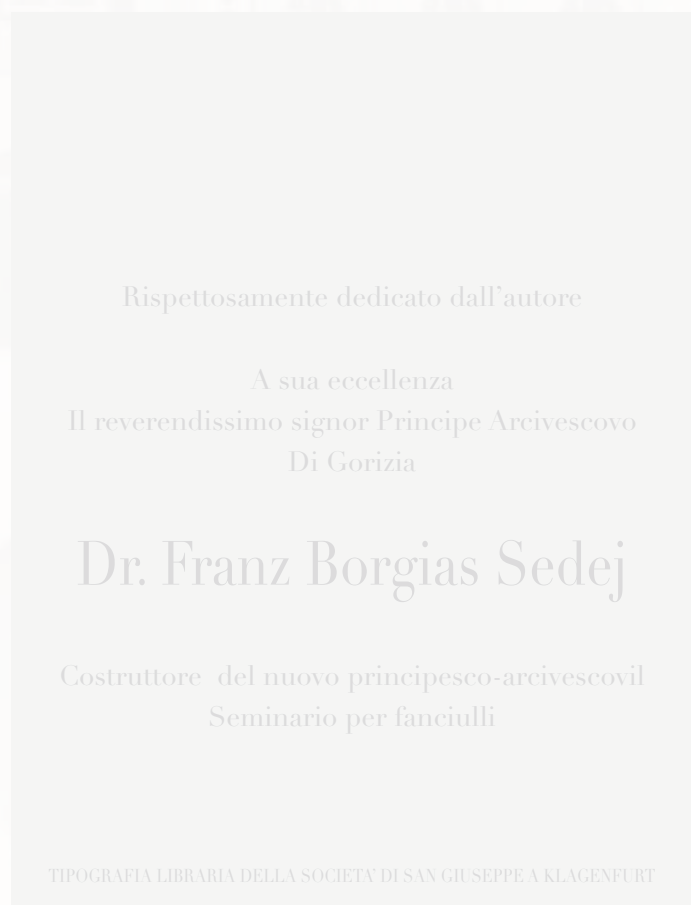 Rispettosamente dedicato dall’autore
A sua eccellenza
Il reverendissimo signor Principe Arcivescovo
Di Gorizia
Dr. Franz Borgias Sedej
Costruttore  del nuovo principesco-arcivescovil
Seminario per fanciulli
TIPOGRAFIA LIBRARIA DELLA SOCIETA’ DI SAN GIUSEPPE A KLAGENFURT